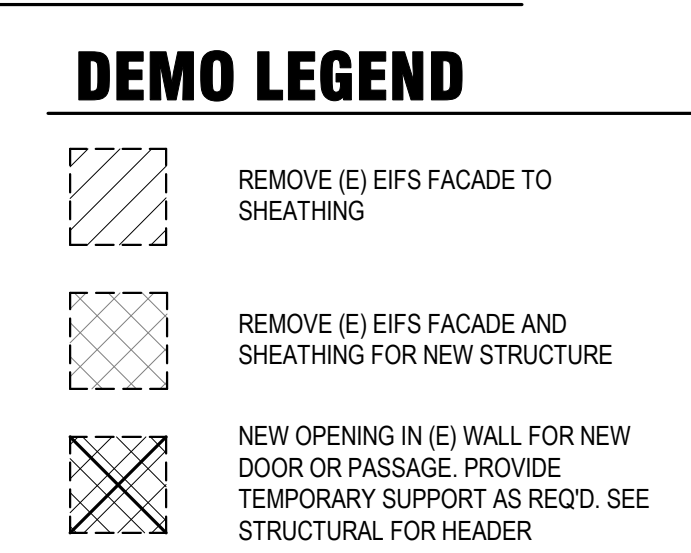 DEMO LEGEND
REMOVE (E) EIFS FACADE TO
SHEATHING
REMOVE (E) EIFS FACADE AND
SHEATHING FOR NEW STRUCTURE
NEW OPENING IN (E) WALL FOR NEW
DOOR OR PASSAGE. PROVIDE
TEMPORARY SUPPORT AS REQ'D. SEE
STRUCTURAL FOR HEADER